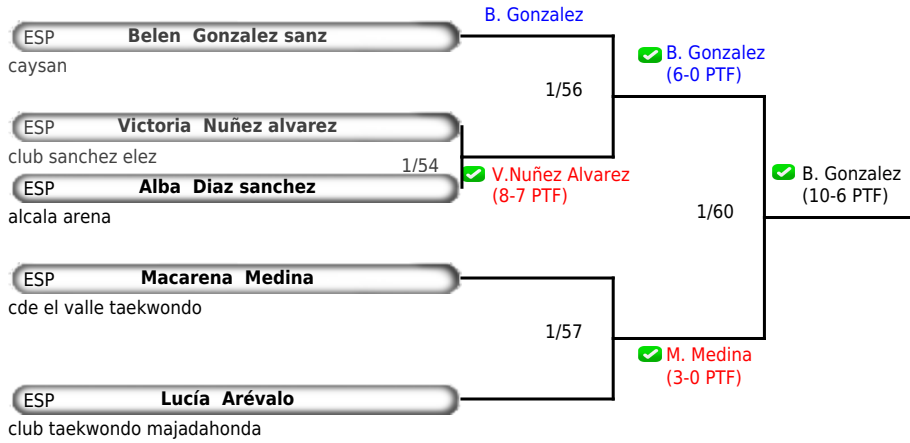 B. Gonzalez
ESP Belen Gonzalez sanz
caysan
B. Gonzalez
(6-0 PTF)
1/56
ESP Victoria Nuñez alvarez
club sanchez elez
1/54
V.Nuñez Alvarez
(8-7 PTF)
ESP Alba Diaz sanchez
alcala arena
B. Gonzalez
(10-6 PTF)
1/60
ESP Macarena Medina
cde el valle taekwondo
1/57
M. Medina
(3-0 PTF)
ESP Lucía Arévalo
club taekwondo majadahonda